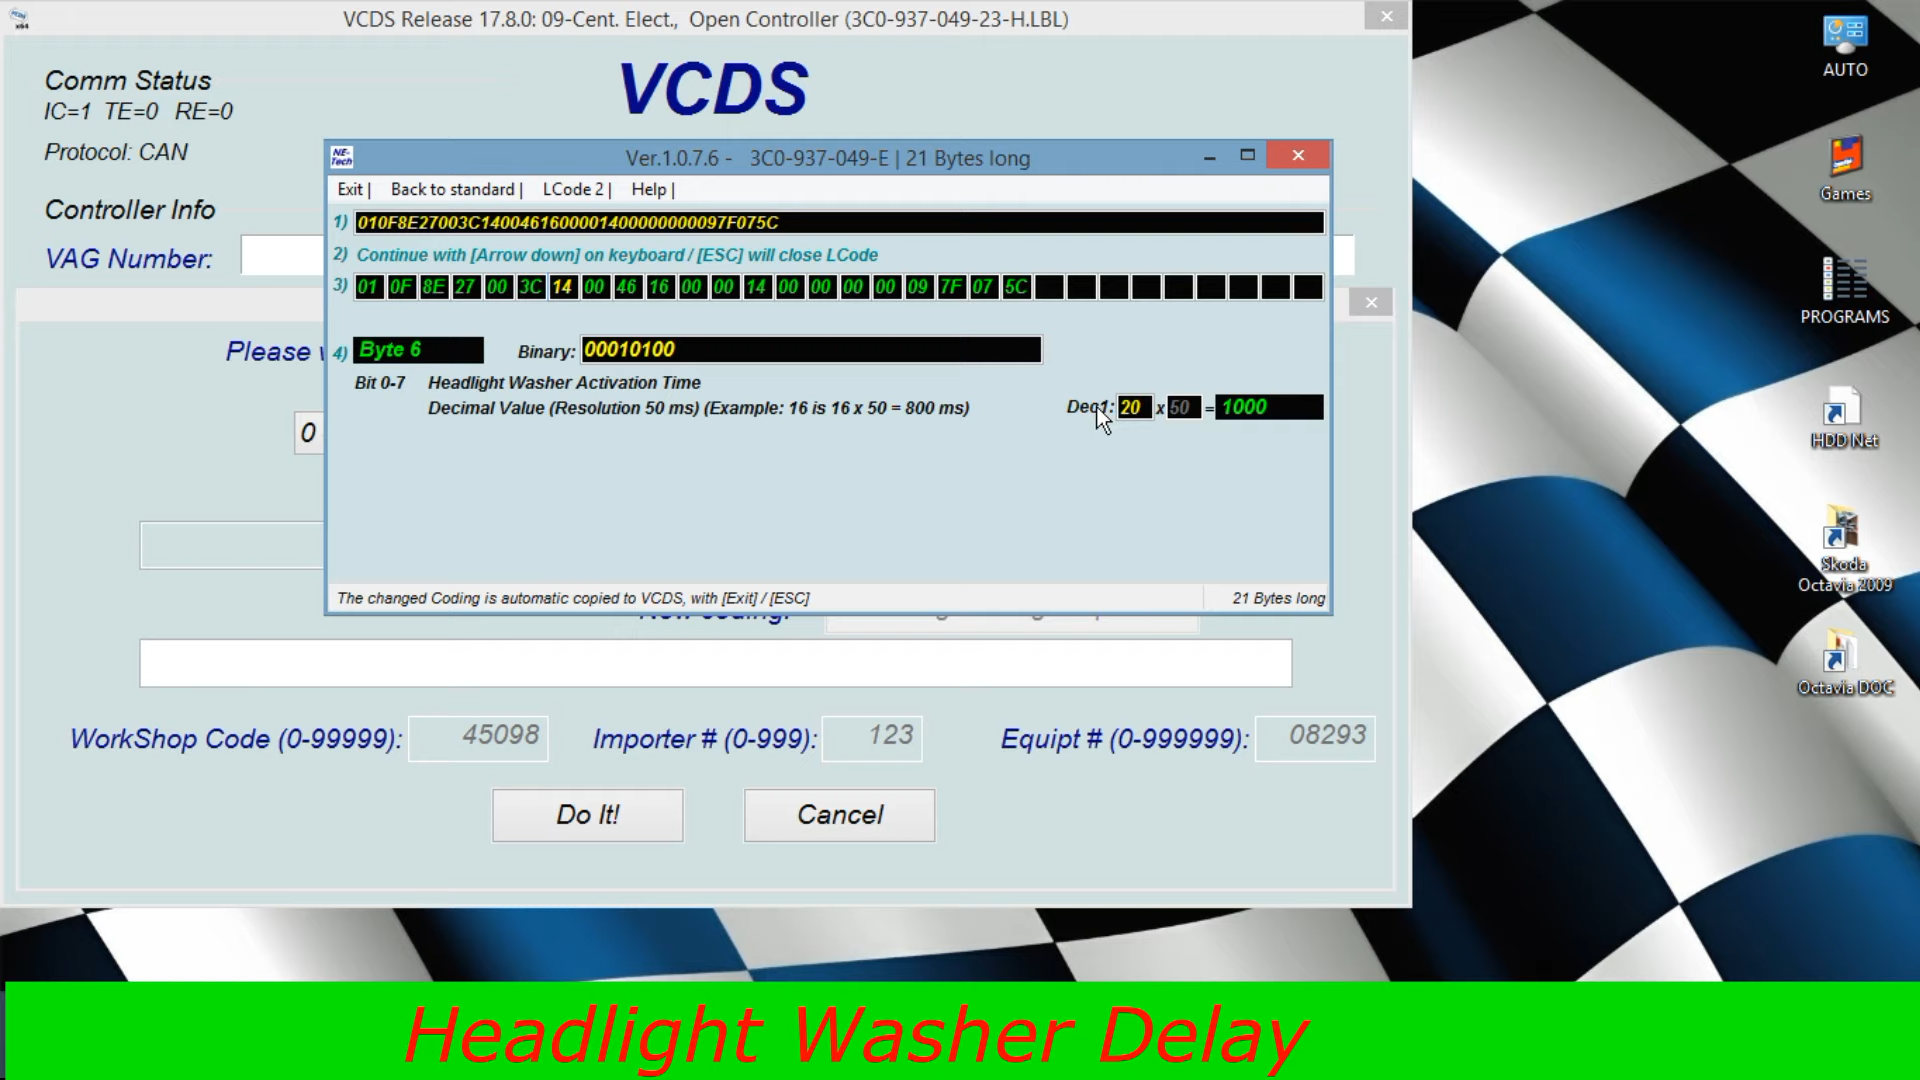 VCDS Release 17.8.0: 09-Cent. Elect., Open Controller (3C0-937-049-23-H.LBL)
Comm Status
IC=1 TE=0 RE=0
VCDS
Protocol: CAN
Controller Info
VAG Number:
NE-Tech
Ver.1.0.7.6 - 3C0-937-049-E | 21 Bytes long
Exit | Back to standard | LCode 2 | Help |
1) 010F8E27003C1400461600001400000000097F075C
2) Continue with [Arrow down] on keyboard / [ESC] will close LCode
3) 01 0F 8E 27 00 3C 14 00 46 16 00 00 14 00 00 00 00 09 7F 07 5C
Please
4) Byte 6 Binary: 00010100
Bit 0-7 Headlight Washer Activation Time
Decimal Value (Resolution 50 ms) (Example: 16 is 16 x 50 = 800 ms) Dec1: 20 x 50 = 1000
0
The changed Coding is automatic copied to VCDS, with [Exit] / [ESC] 21 Bytes long
WorkShop Code (0-99999): 45098 Importer # (0-999): 123 Equipt # (0-999999): 08293
Do It! Cancel
AUTO
Games
PROGRAMS
HDD Net
Skoda
Octavia 2009
Octavia DOC
Headlight Washer Delay